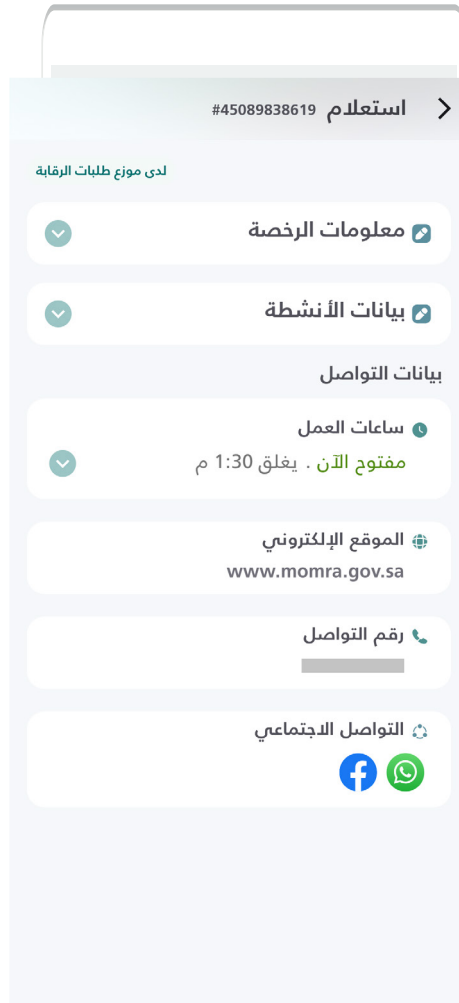 استعلام #45089838619
لدى موزع طلبات الرقابة
معلومات الرخصة
بيانات الأنشطة
بيانات التواصل
ساعات العمل
مفتوح الآن . يغلق 1:30 م
الموقع الإلكتروني
www.momra.gov.sa
رقم التواصل
التواصل الاجتماعي